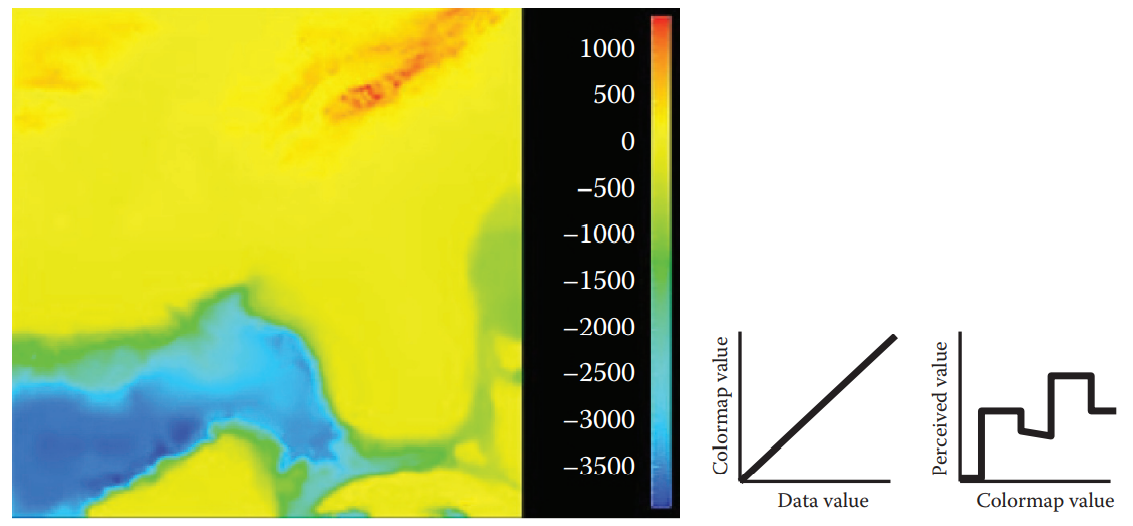 1000
500
0
–500
–1000
–1500
–2000
–2500
–3000
–3500
Colormap value
Data value
Perceived value
Colormap value